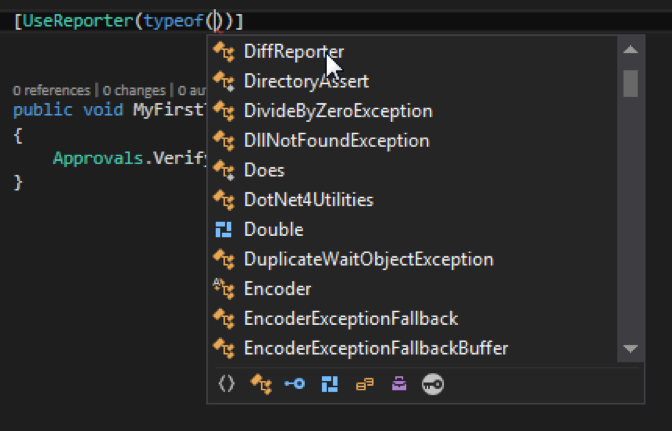 [UseReporter(typeof())]
DiffReporter
DirectoryAssert
DivideByZeroException
DllNotFoundException
Does
DotNet4Utilities
Double
DuplicateWaitObjectException
Encoder
EncoderExceptionFallback
EncoderExceptionFallbackBuffer
0 references | 0 changes | 0 au
public void MyFirst
{
Approvals.Verify
}